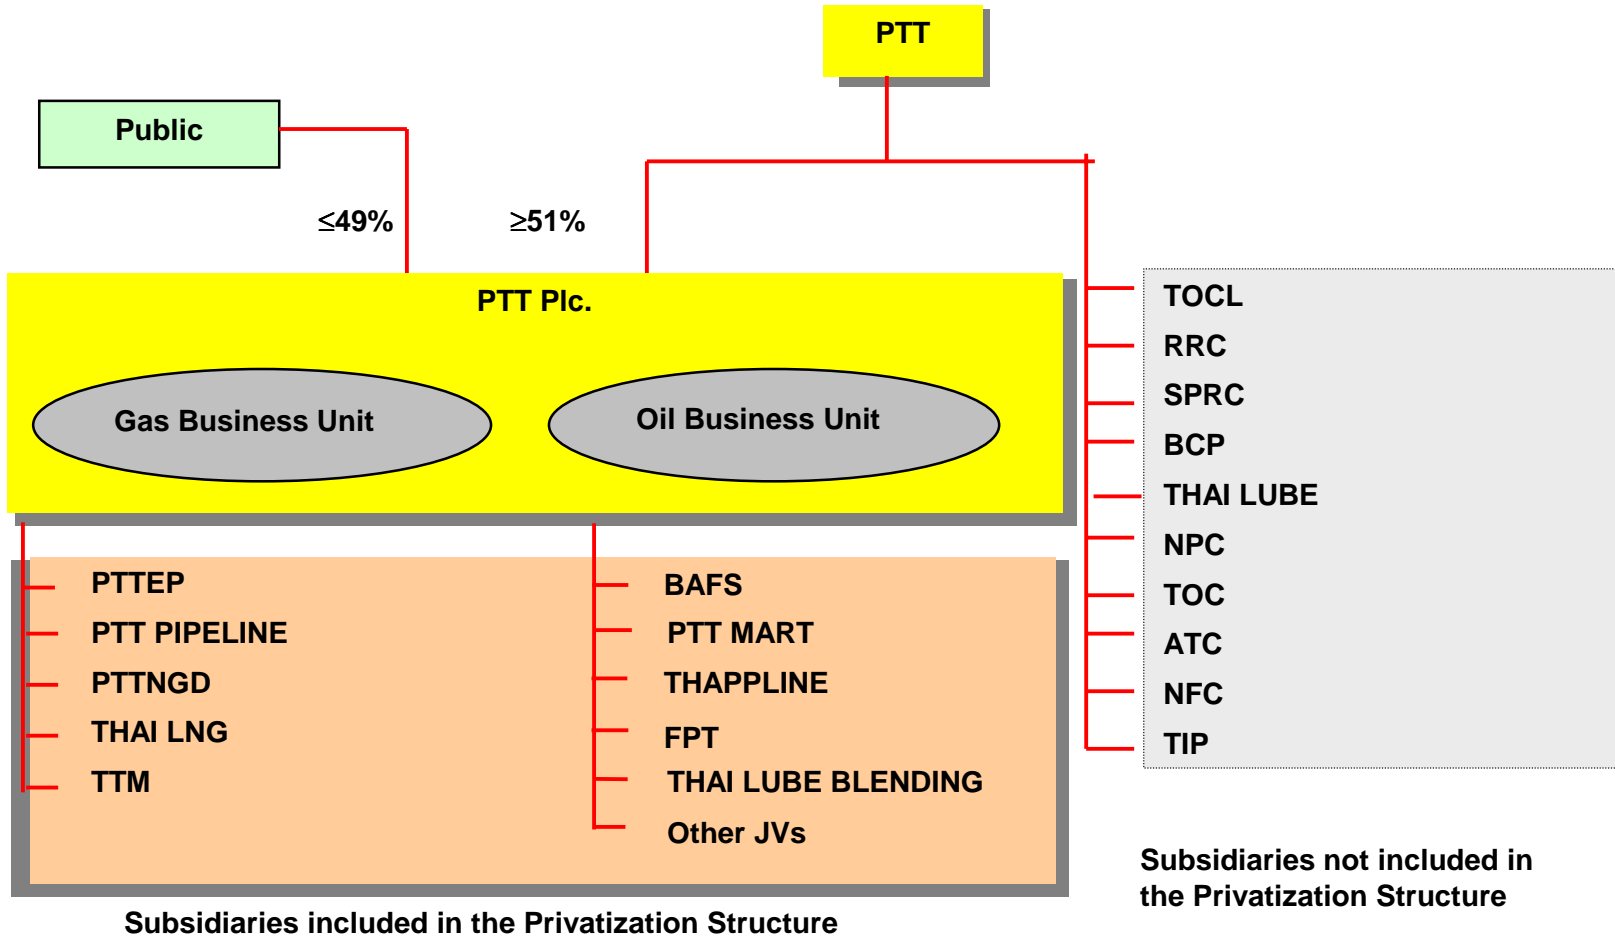 PTT
Public
≤49%
≥51%
PTT Plc.
Gas Business Unit
Oil Business Unit
PTTEP
PTT PIPELINE
PTTNGD
THAI LNG
TTM
BAFS
PTT MART
THAPPLINE
FPT
THAI LUBE BLENDING
Other JVs
Subsidiaries included in the Privatization Structure
TOCL
RRC
SPRC
BCP
THAI LUBE
NPC
TOC
ATC
NFC
TIP
Subsidiaries not included in
the Privatization Structure